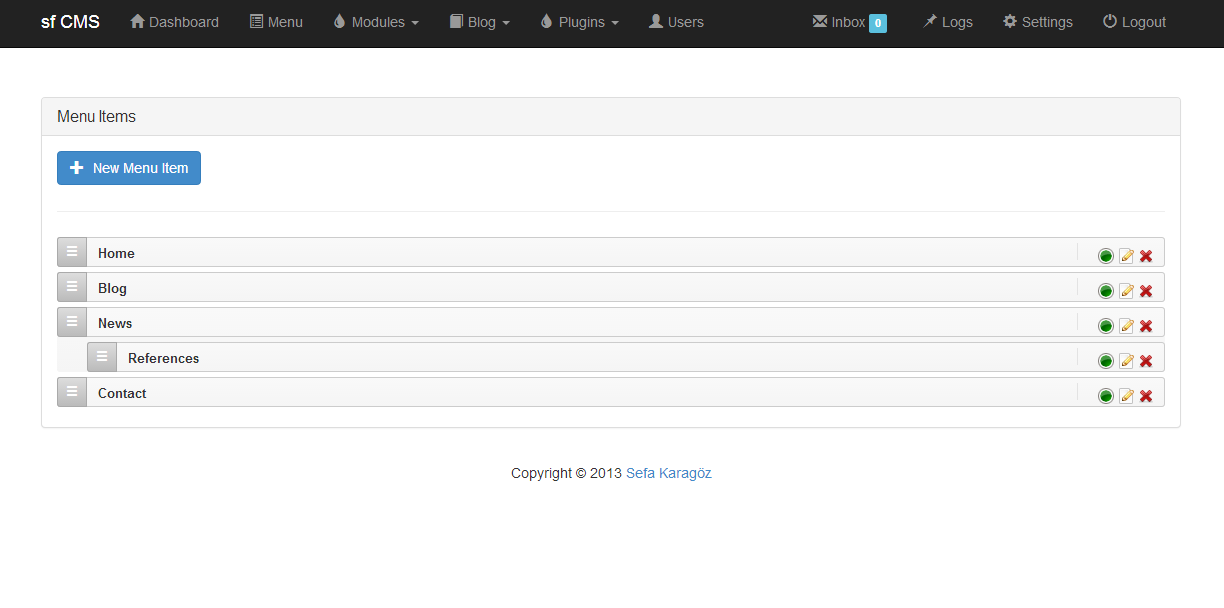 sf CMS Dashboard Menu Modules Blog Plugins Users Inbox 0 Logs Settings Logout
Menu Items
New Menu Item
Home
Blog
News
References
Contact
Copyright © 2013 Sefa Karagöz